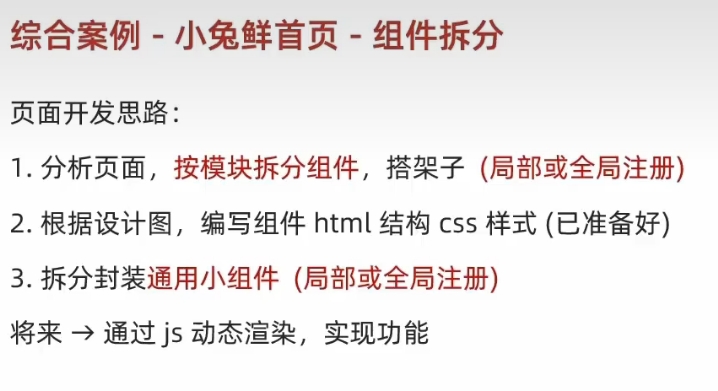 综合案例 - 小兔鲜首页 - 组件拆分
页面开发思路：
1. 分析页面，按模块拆分组件，搭架子 (局部或全局注册)
2. 根据设计图，编写组件 html 结构 css 样式 (已准备好)
3. 拆分封装通用小组件 (局部或全局注册)
将来 → 通过 js 动态渲染，实现功能